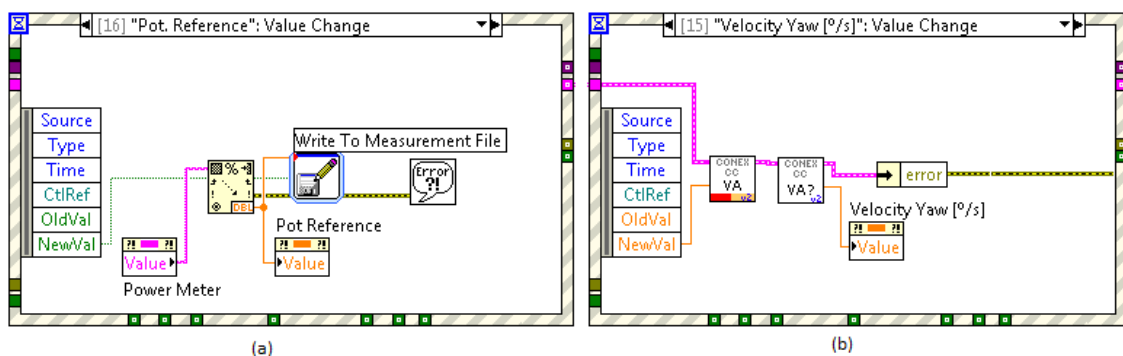 [16] "Pot. Reference": Value Change
Source
Type
Time
CtlRef
OldVal
NewVal
Write To Measurement File
%
DBL
Error
?!
Pot Reference
?! ?!
Value
?! ?!
Value
Power Meter
(a)
[15] "Velocity Yaw [º/s]": Value Change
Source
Type
Time
CtlRef
OldVal
NewVal
CONEX
CC
VA
v2
CONEX
CC
VA?
v2
error
Velocity Yaw [º/s]
?! ?!
Value
(b)